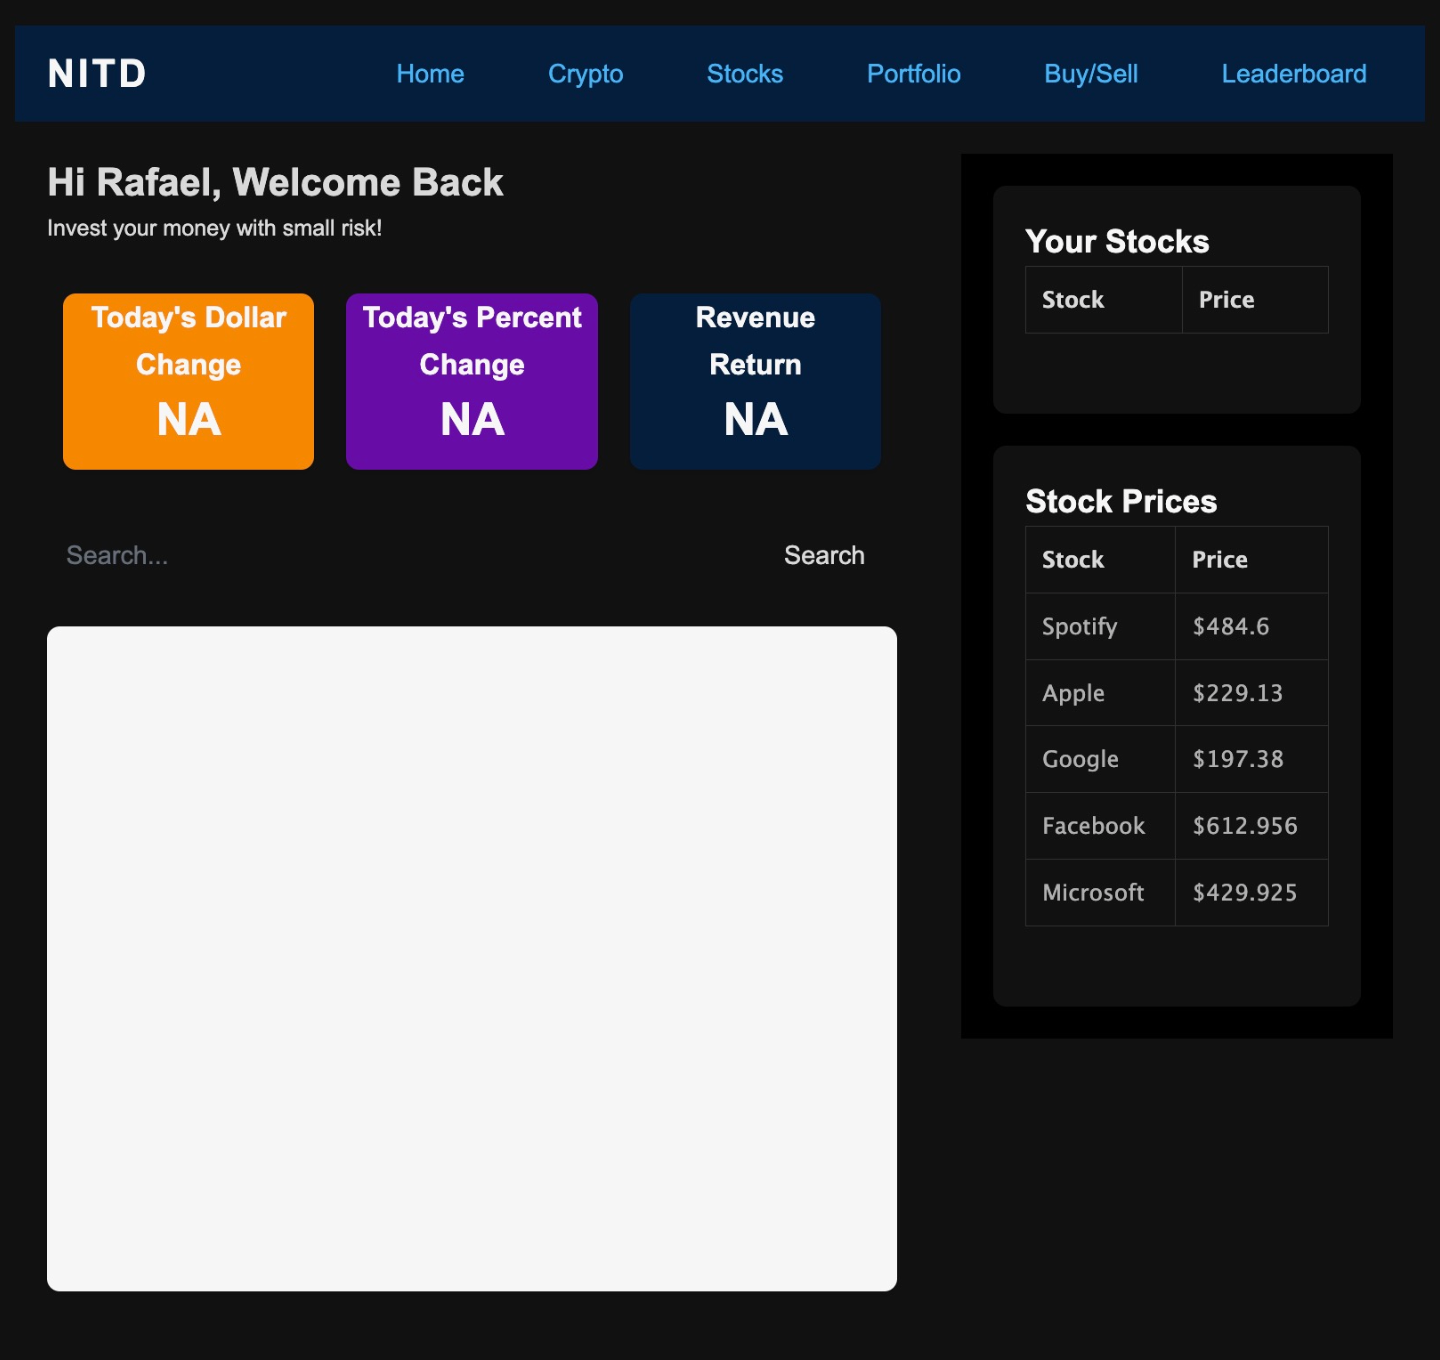 NITD
Home Crypto Stocks Portfolio Buy/Sell Leaderboard
Hi Rafael, Welcome Back
Invest your money with small risk!
Today's Dollar
Change
NA
Today's Percent
Change
NA
Revenue
Return
NA
Search...
Search
Your Stocks
Stock Price
Stock Prices
Stock Price
Spotify $484.6
Apple $229.13
Google $197.38
Facebook $612.956
Microsoft $429.925